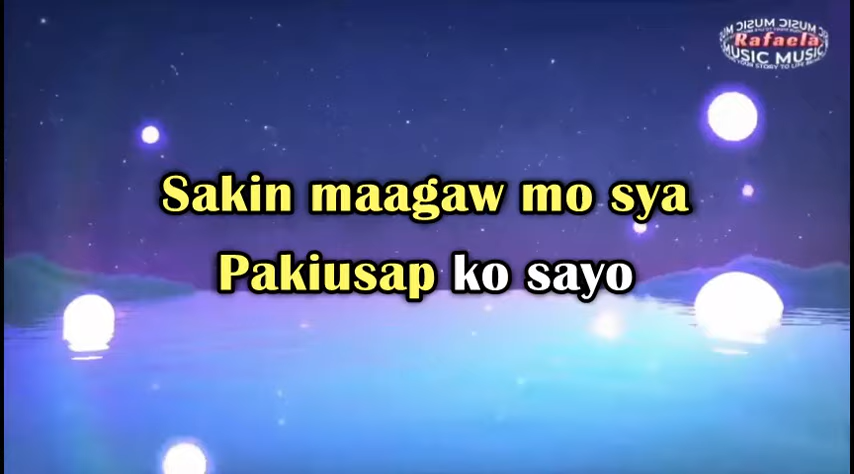 Rafaela
MUSIC MUSIC
Sakin maagaw mo sya
Pakiusap ko sayo